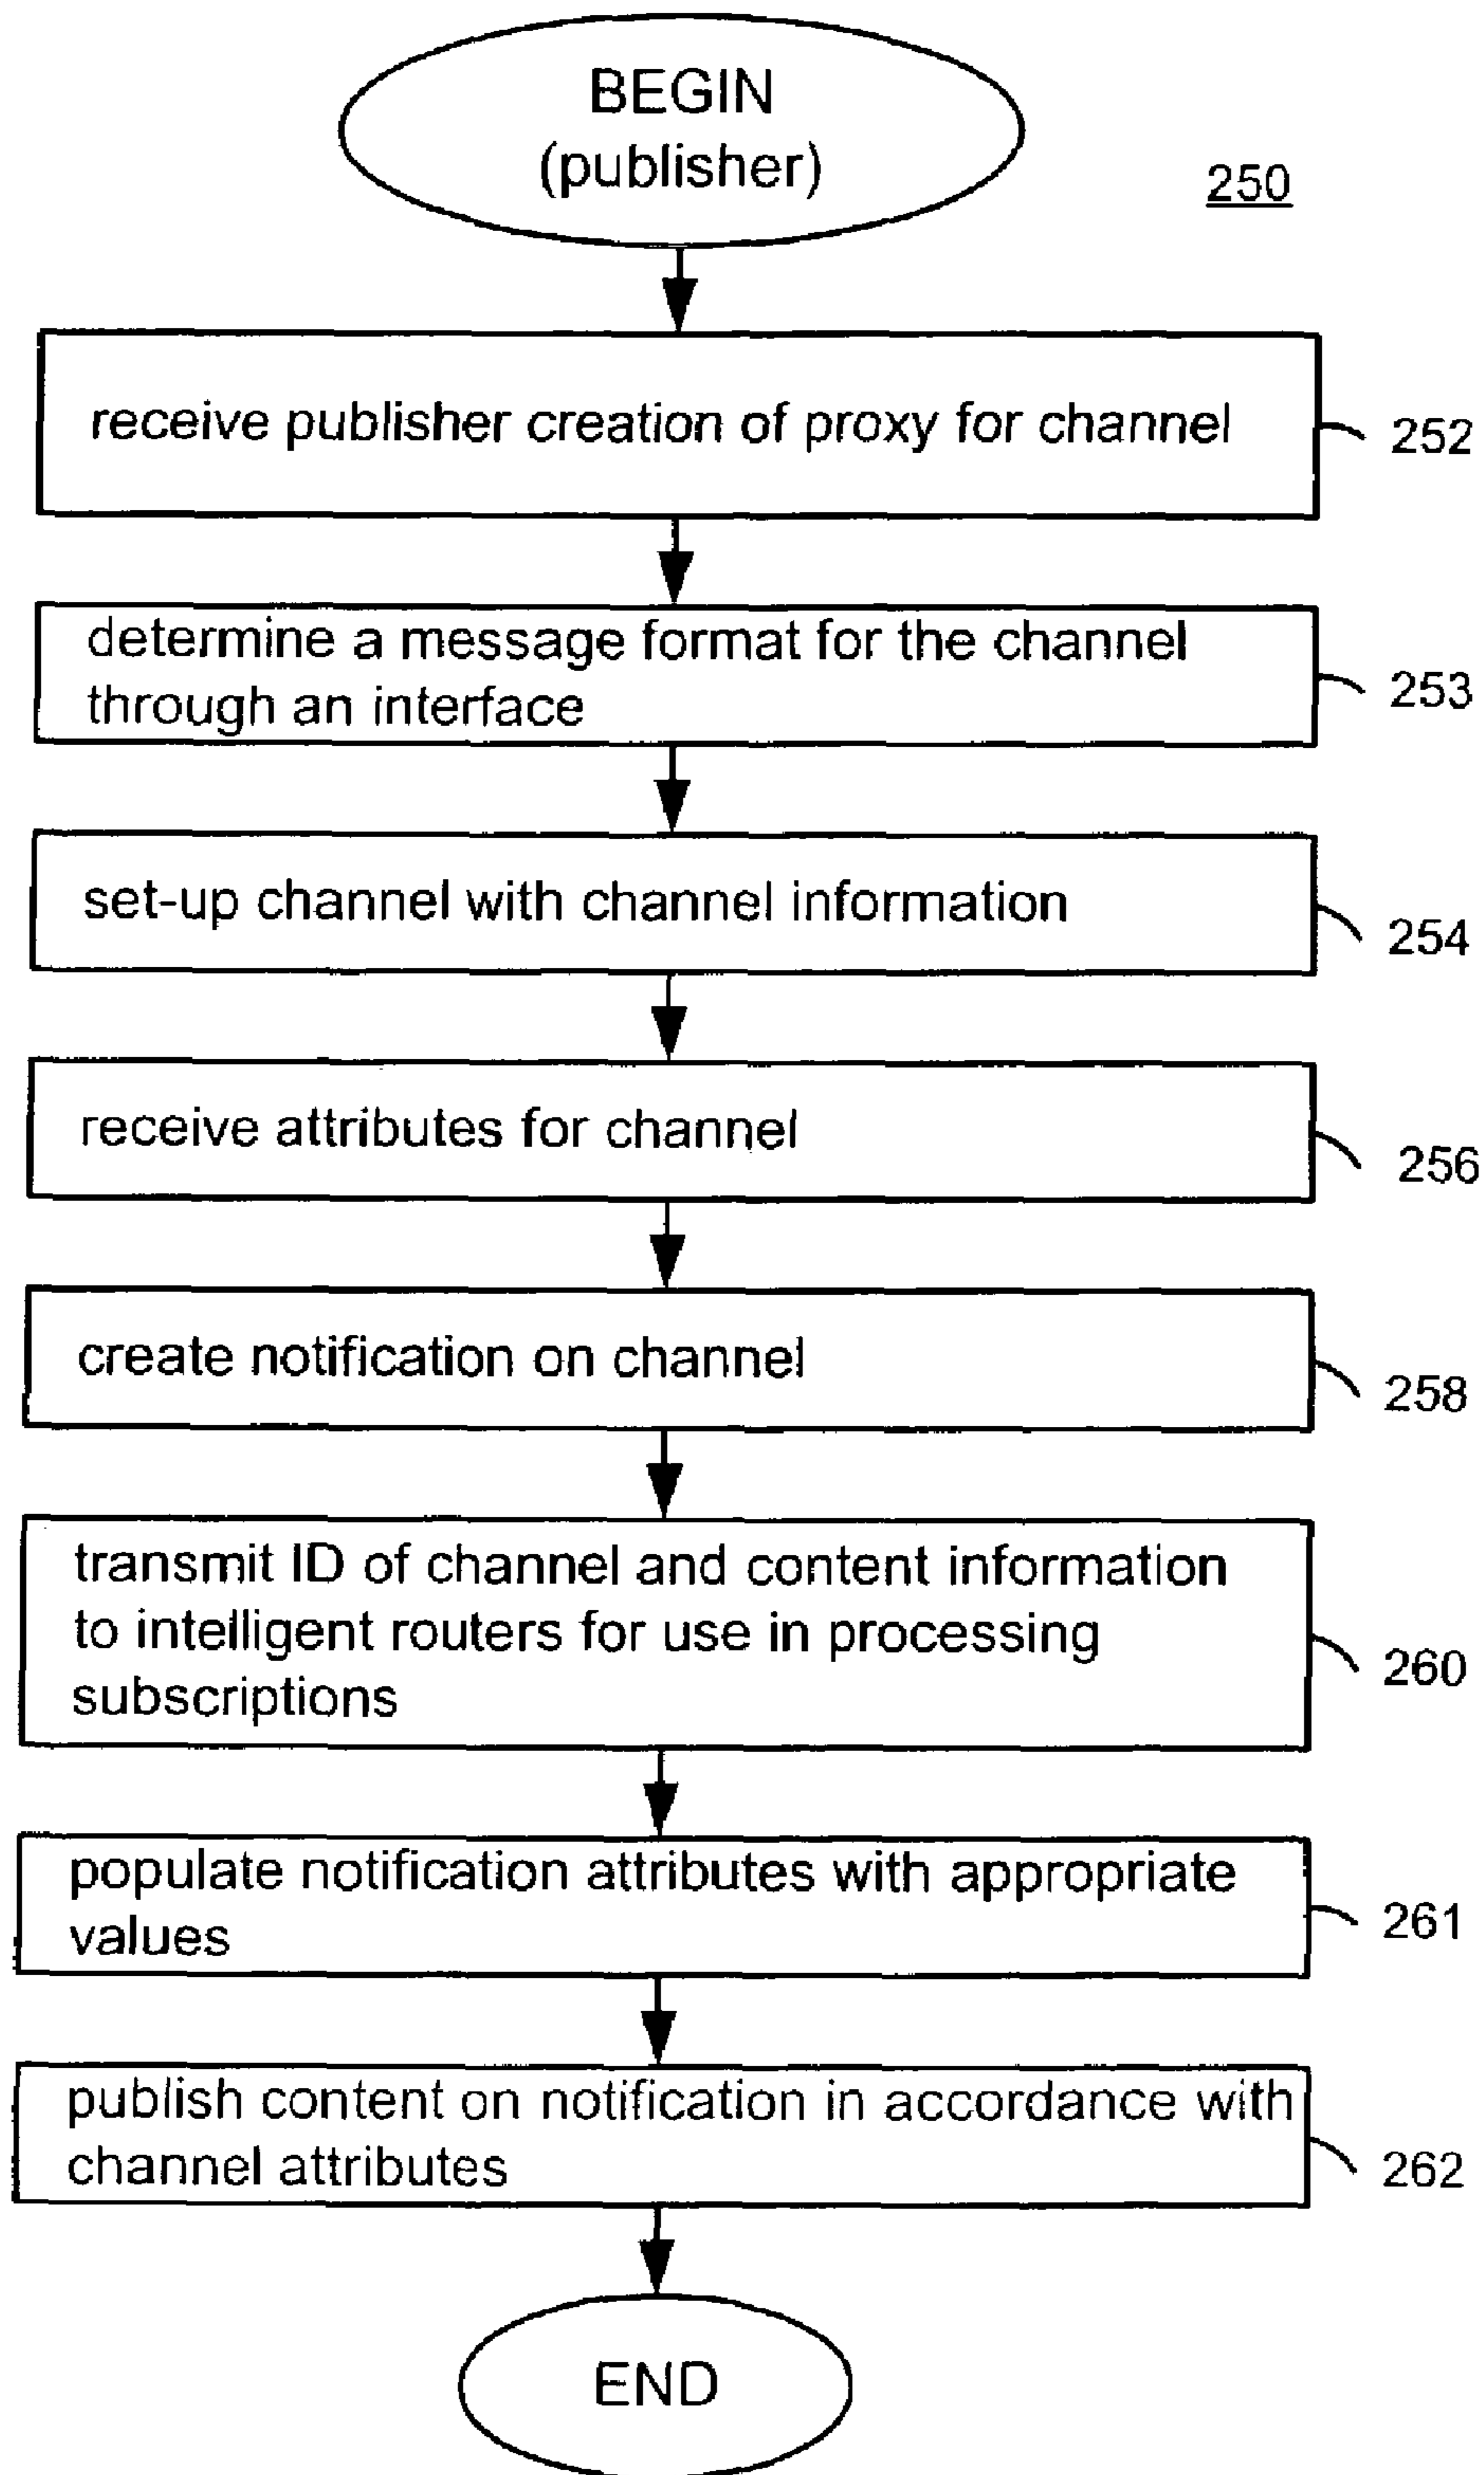 BEGIN
(publisher)
250
receive publisher creation of proxy for channel
252
determine a message format for the channel
through an interface
253
set-up channel with channel information
254
receive attributes for channel
256
create notification on channel
258
transmit ID of channel and content information
to intelligent routers for use in processing
subscriptions
260
populate notification attributes with appropriate
values
261
publish content on notification in accordance with
channel attributes
262
END